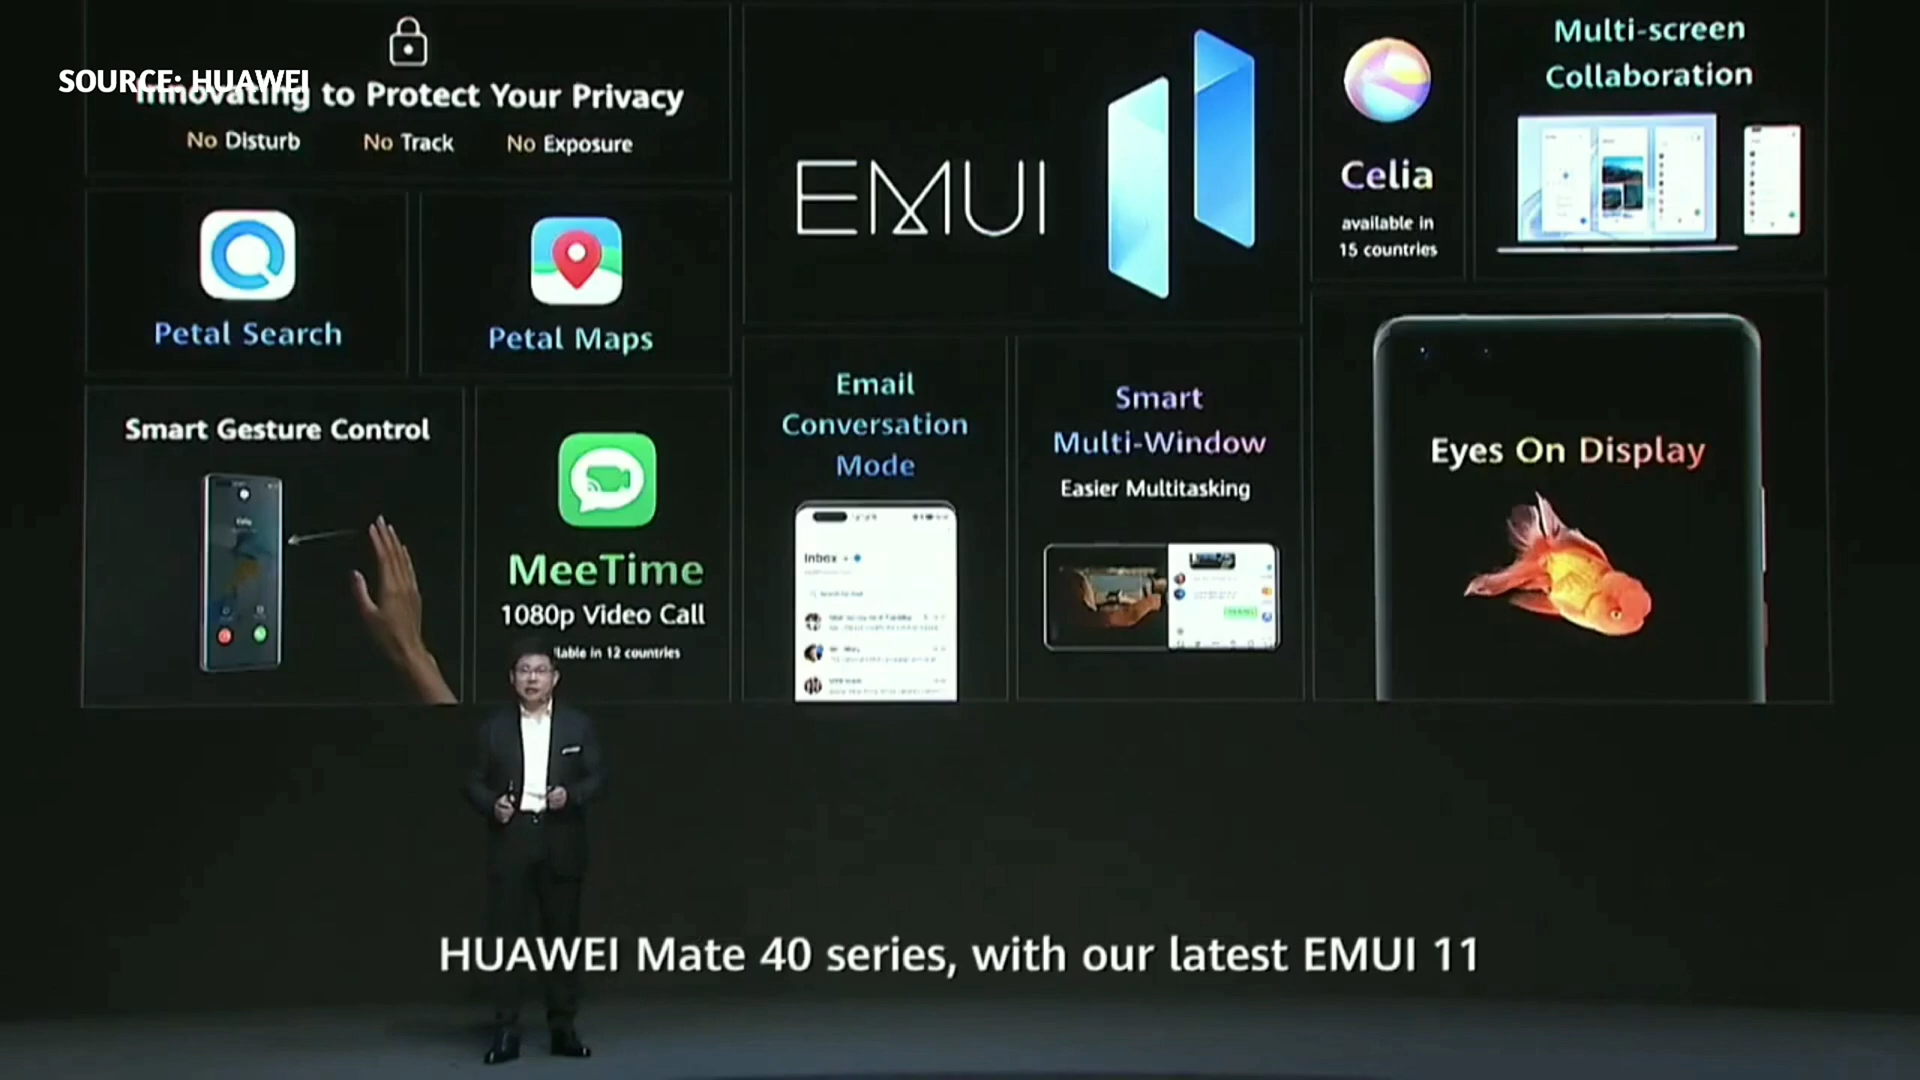 SOURCE: HUAWEI
Innovating to Protect Your Privacy
No Disturb No Track No Exposure
Petal Search
Petal Maps
EMUI 11
Celia
available in
15 countries
Multi-screen
Collaboration
Smart Gesture Control
MeeTime
1080p Video Call
in 12 countries
Email
Conversation
Mode
Inbox
Smart
Multi-Window
Easier Multitasking
Eyes On Display
HUAWEI Mate 40 series, with our latest EMUI 11